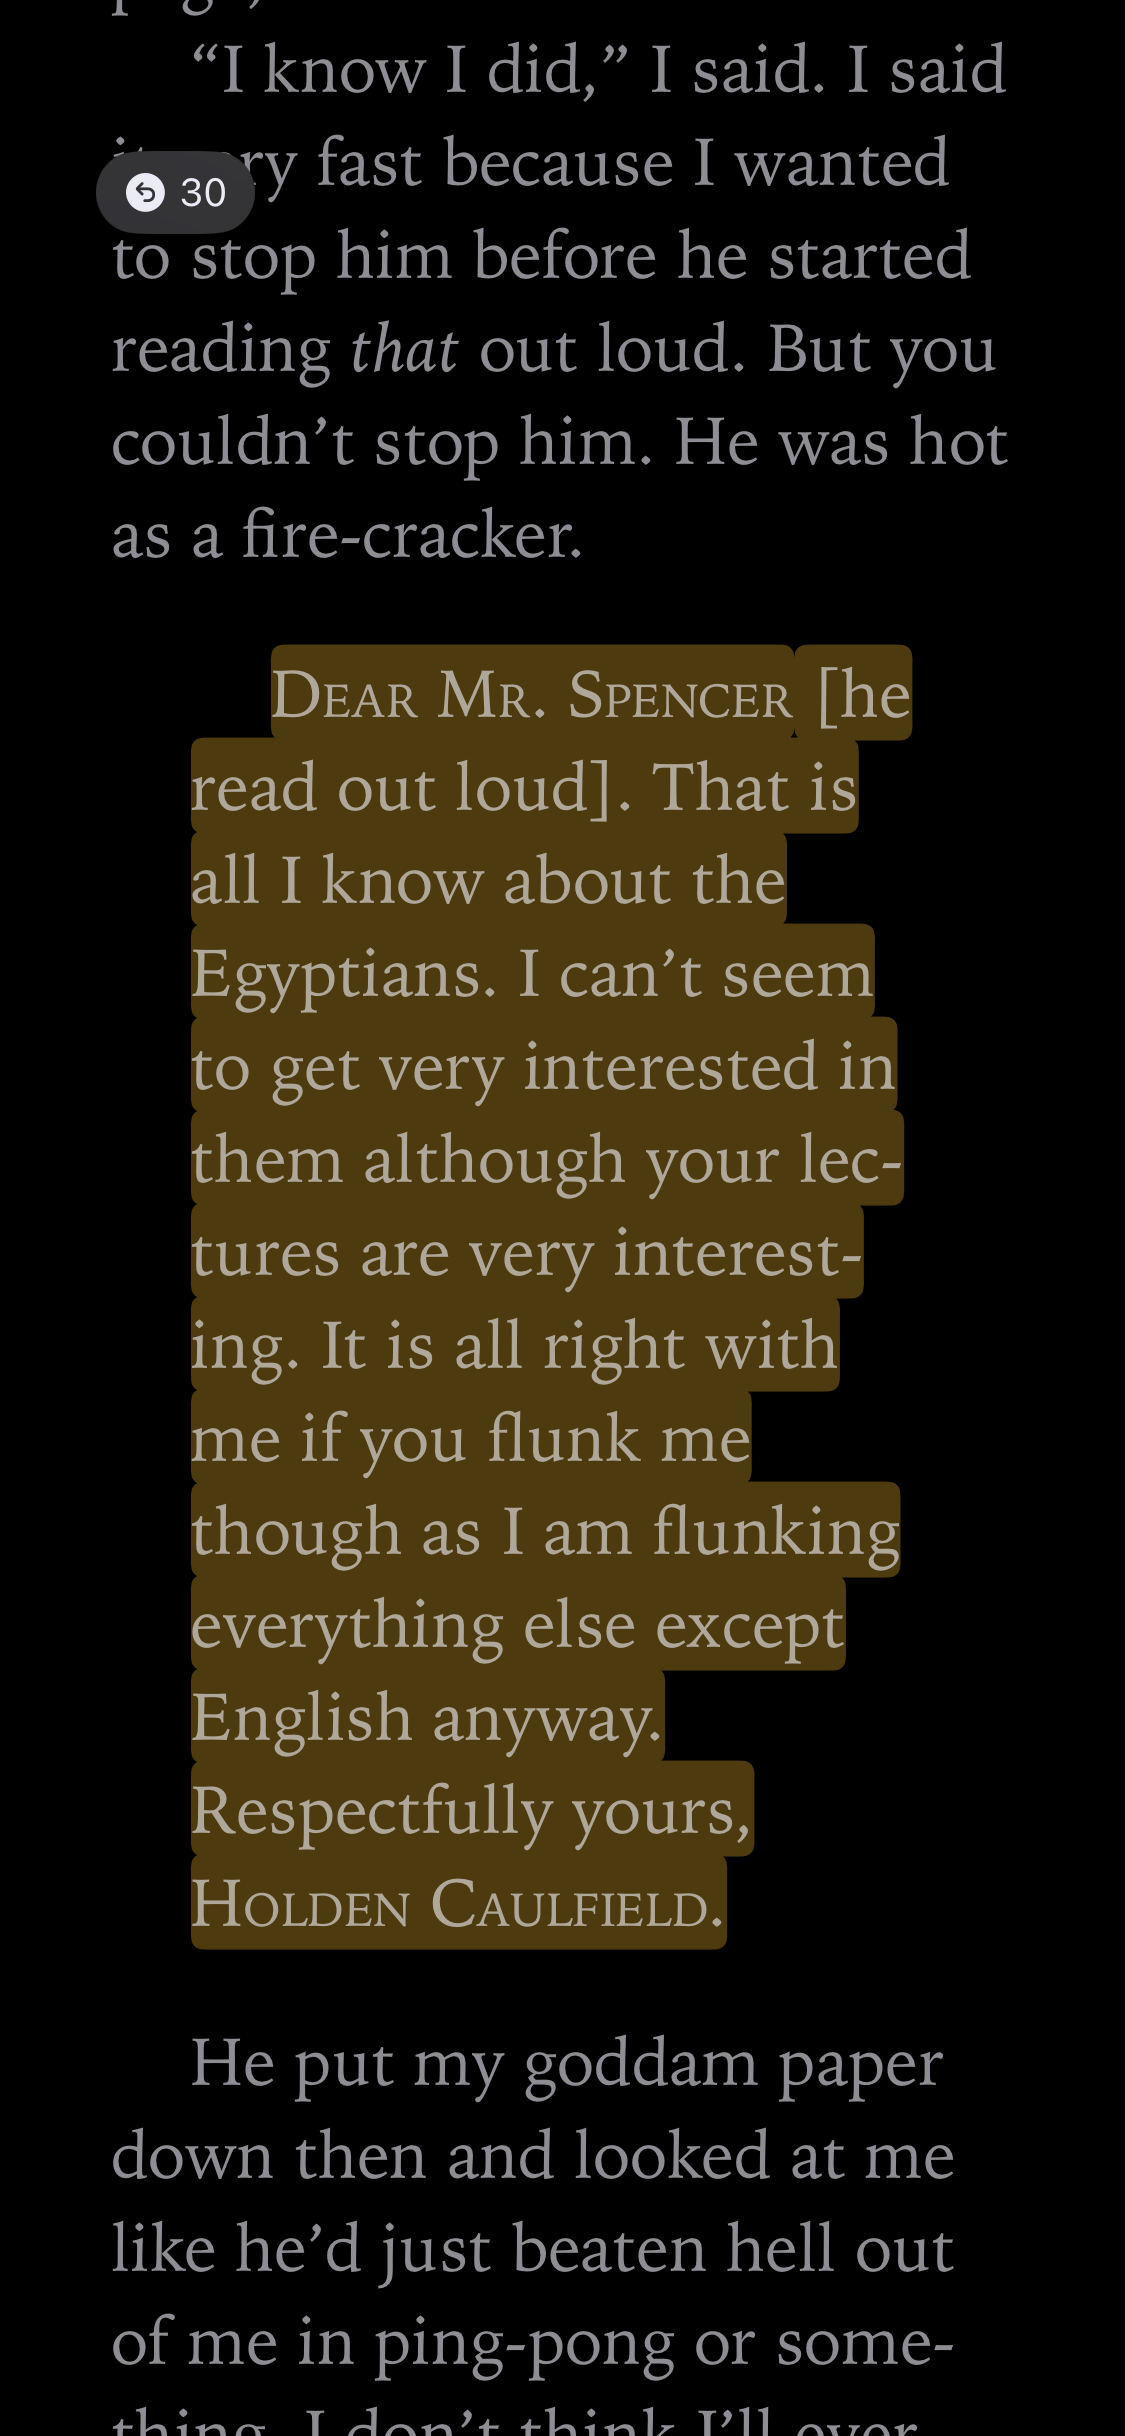 “I know I did,” I said. I said
fast because I wanted
30
to stop him before he started
reading that out loud. But you
couldn’t stop him. He was hot
as a fire-cracker.
DEAR MR. SPENCER [he
read out loud]. That is
all I know about the
Egyptians. I can’t seem
to get very interested in
them although your lec-
tures are very interest-
ing. It is all right with
me if you flunk me
though as I am flunking
everything else except
English anyway.
Respectfully yours,
HOLDEN CAULFIELD.
He put my goddam paper
down then and looked at me
like he’d just beaten hell out
of me in ping-pong or some-
thing. I don’t think I’ll ever